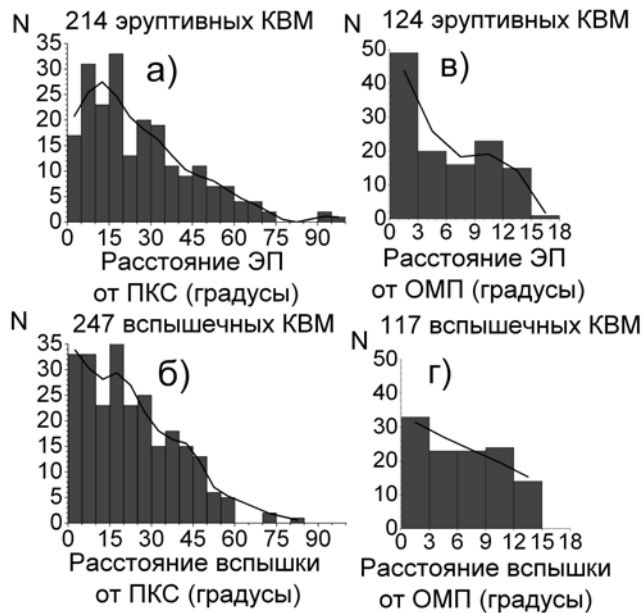 214 эруптивных КВМ
N
35
30
25
20
15
10
5
0
а)
0 15 30 45 60 75 90
Расстояние ЭП
от ПКС (градусы)
124 эруптивных КВМ
N
50
40
30
20
10
0
в)
0 3 6 9 12 15 18
Расстояние ЭП
от ОМП (градусы)
N 247 вспышечных КВМ
35
30
25
20
15
10
5
0
б)
0 15 30 45 60 75 90
Расстояние вспышки
от ПКС (градусы)
N 117 вспышечных КВМ
50
40
30
20
10
0
г)
0 3 6 9 12 15 18
Расстояние вспышки
от ОМП (градусы)